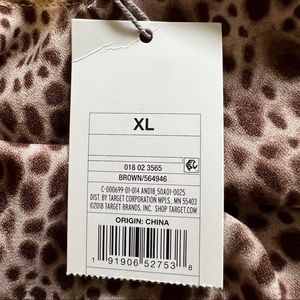 XL
018 02 3565
BROWN/564946
C-000699-01-014 AND18_50A01-0025
DIST. BY TARGET CORPORATION MPLS., MN 55403
©2018 TARGET BRANDS, INC. SHOP TARGET.COM
ORIGIN: CHINA
1 91906 52753 8